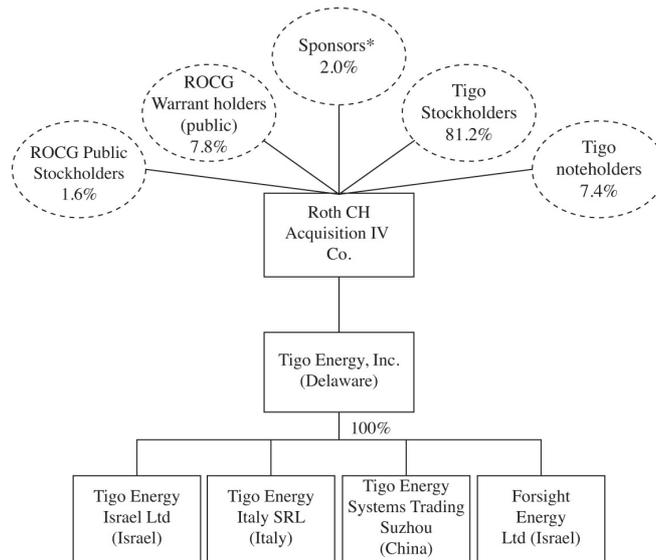 Sponsors*
2.0%
ROCG
Warrant holders
(public)
7.8%
Tigo
Stockholders
81.2%
ROCG Public
Stockholders
1.6%
Tigo
noteholders
7.4%
Roth CH
Acquisition IV
Co.
Tigo Energy, Inc.
(Delaware)
100%
Tigo Energy
Israel Ltd
(Israel)
Tigo Energy
Italy SRL
(Italy)
Tigo Energy
Systems Trading
Suzhou
(China)
Forsight
Energy
Ltd (Israel)